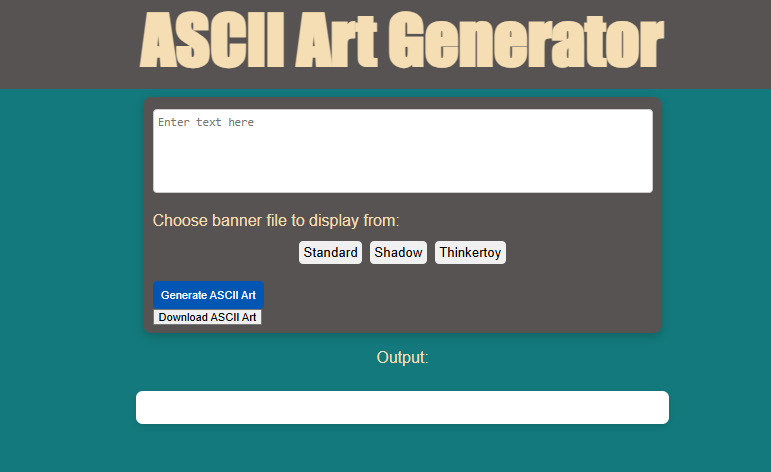 ASCII Art Generator
Enter text here
Choose banner file to display from:
Standard Shadow Thinkertoy
Generate ASCII Art
Download ASCII Art
Output: